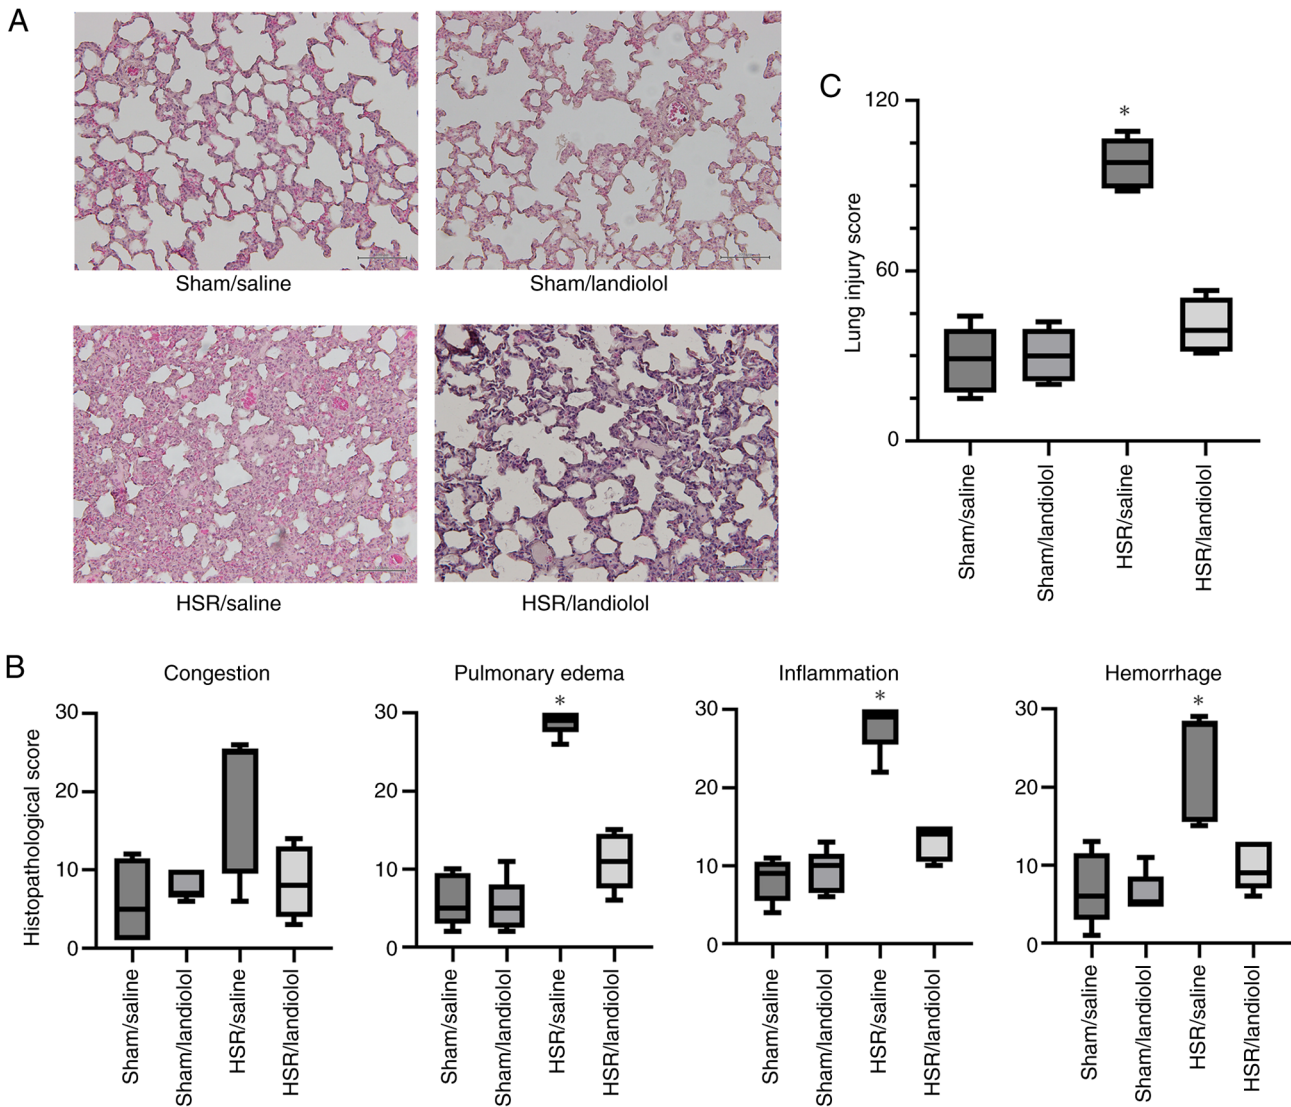 A
Sham/saline
Sham/landiolol
HSR/saline
HSR/landiolol
C
120
60
0
Lung injury score
*
Sham/saline
Sham/landiolol
HSR/saline
HSR/landiolol
B
Histopathological score
Congestion
30
20
10
0
Sham/saline
Sham/landiolol
HSR/saline
HSR/landiolol
Pulmonary edema
*
30
20
10
0
Sham/saline
Sham/landiolol
HSR/saline
HSR/landiolol
Inflammation
*
30
20
10
0
Sham/saline
Sham/landiolol
HSR/saline
HSR/landiolol
Hemorrhage
*
30
20
10
0
Sham/saline
Sham/landiolol
HSR/saline
HSR/landiolol